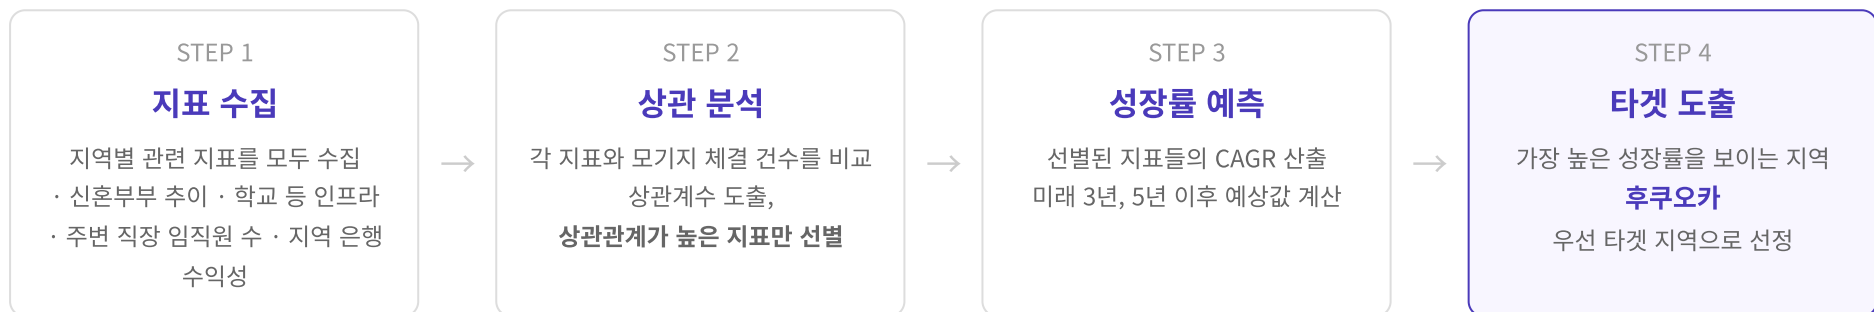 STEP 1
지표 수집
지역별 관련 지표를 모두 수집
· 신혼부부 추이 · 학교 등 인프라
· 주변 직장 임직원 수 · 지역 은행
수익성
→
STEP 2
상관 분석
각 지표와 모기지 체결 건수를 비교
상관계수 도출,
상관관계가 높은 지표만 선별
→
STEP 3
성장률 예측
선별된 지표들의 CAGR 산출
미래 3년, 5년 이후 예상값 계산
→
STEP 4
타겟 도출
가장 높은 성장률을 보이는 지역
후쿠오카
우선 타겟 지역으로 선정